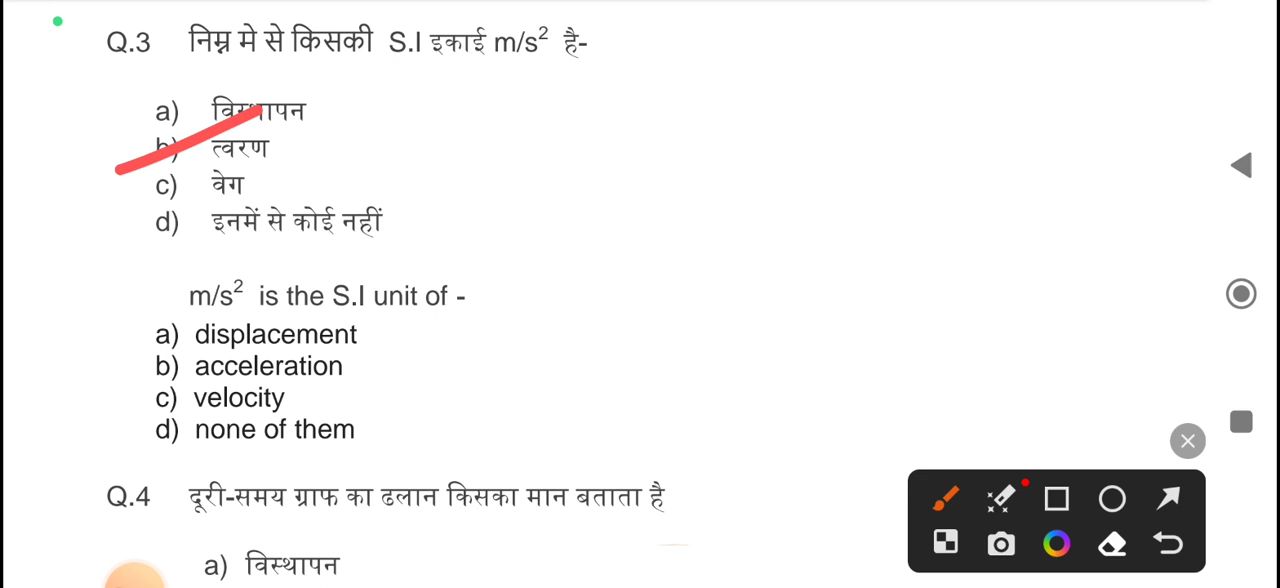 Q.3 निम्न मे से किसकी S.I इकाई m/s² है-
a) विस्थापन
b) त्वरण
c) वेग
d) इनमें से कोई नहीं
m/s² is the S.I unit of -
a) displacement
b) acceleration
c) velocity
d) none of them
Q.4 दूरी-समय ग्राफ का ढलान किसका मान बताता है
a) विस्थापन